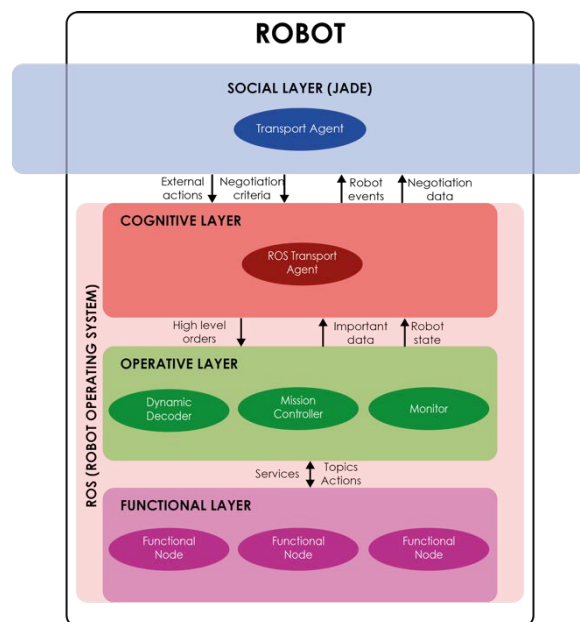 ROBOT
SOCIAL LAYER (JADE)
Transport Agent
External
actions
Negotiation
criteria
Robot
events
Negotiation
data
ROS (ROBOT OPERATING SYSTEM)
COGNITIVE LAYER
ROS Transport
Agent
High level
orders
Important
data
Robot
state
OPERATIVE LAYER
Dynamic
Decoder
Mission
Controller
Monitor
Services
Topics
Actions
FUNCTIONAL LAYER
Functional
Node
Functional
Node
Functional
Node